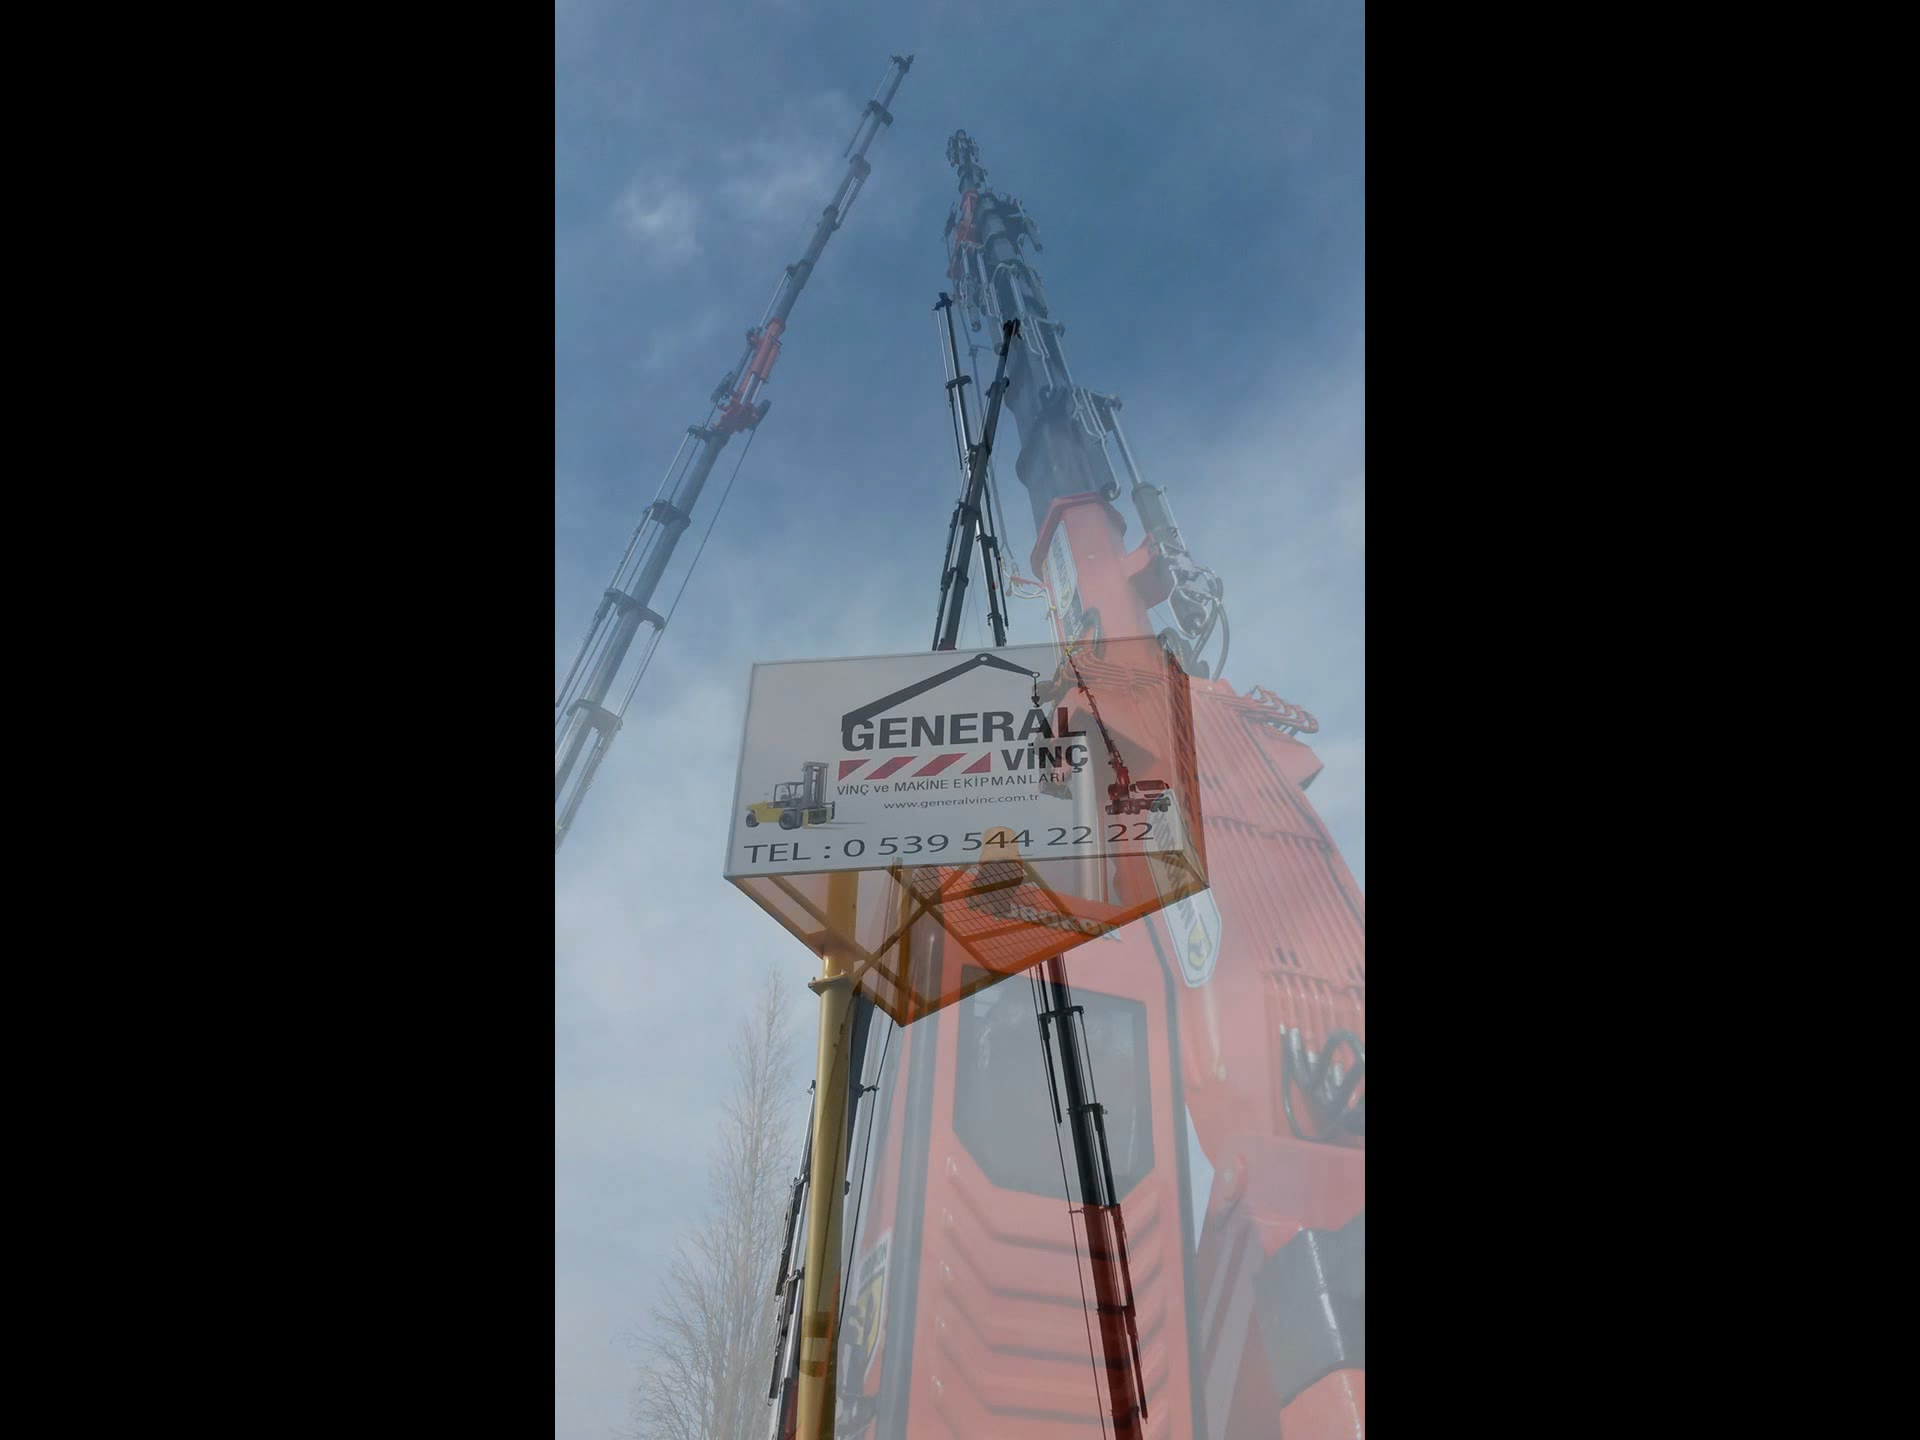 GENERAL
VİNÇ
VİNÇ ve MAKİNE EKİPMANLARI
www.generalvinc.com.tr
TEL : 0 539 544 22 22